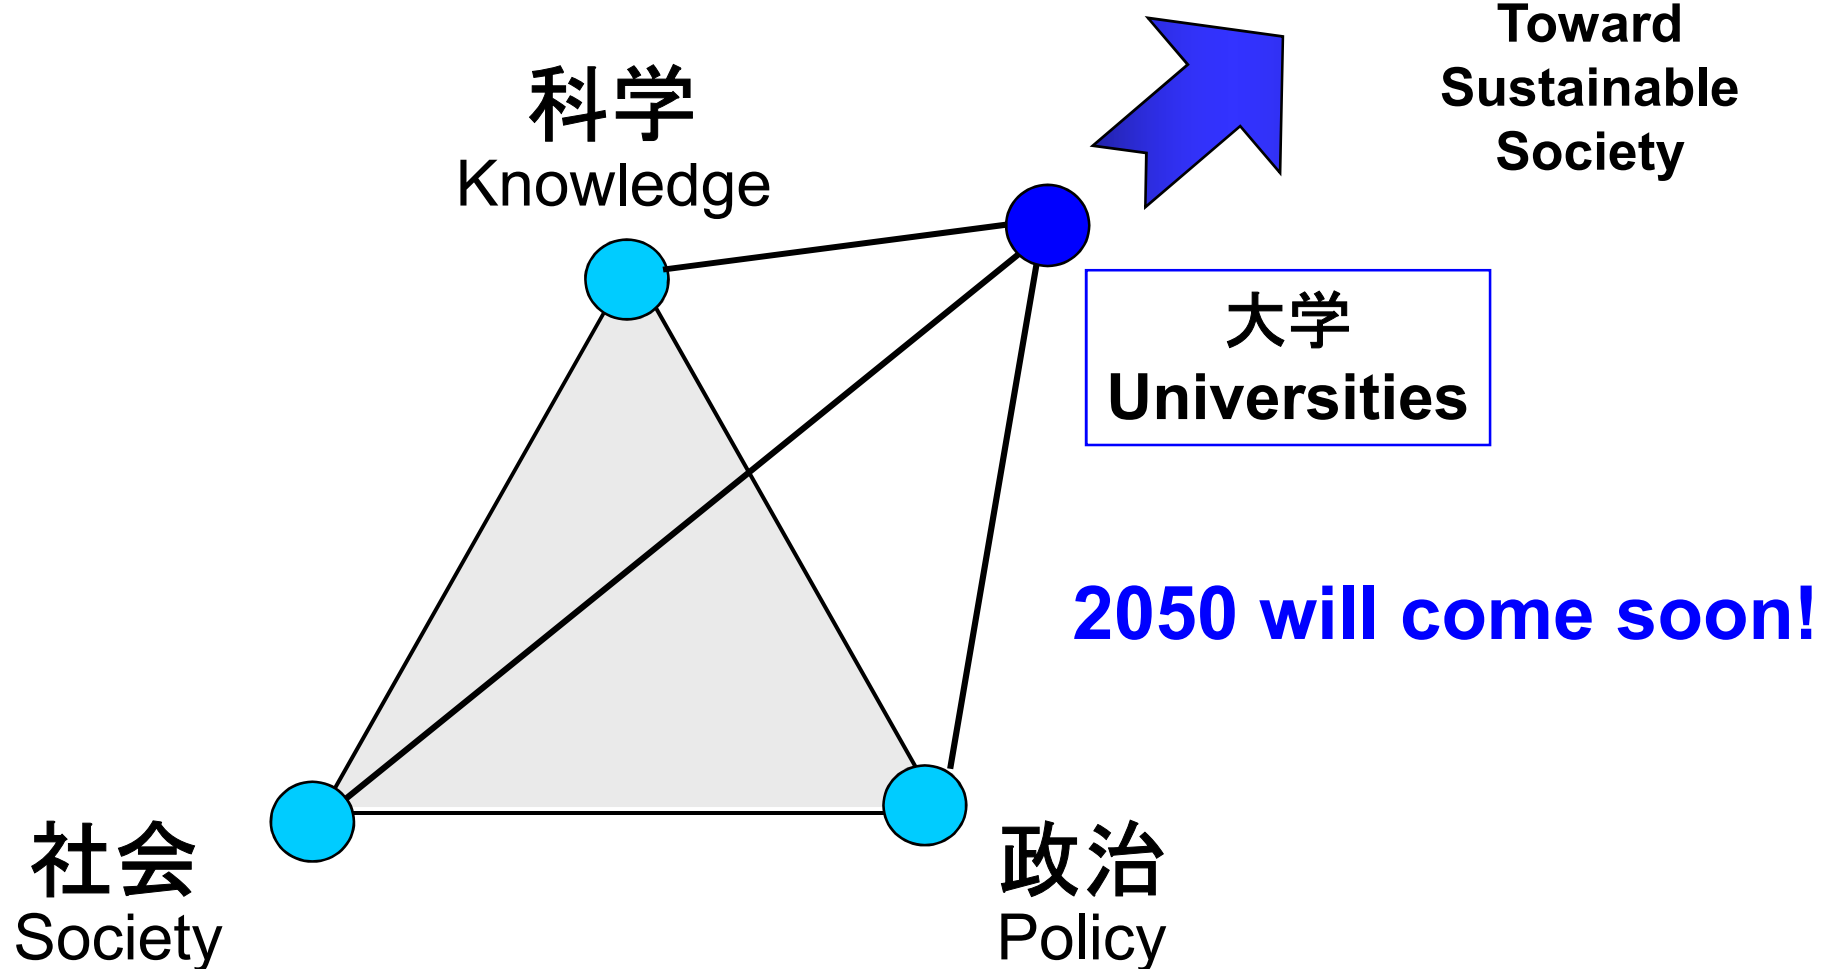 Toward
Sustainable
Society
科学
Knowledge
大学
Universities
2050 will come soon!
社会
Society
政治
Policy